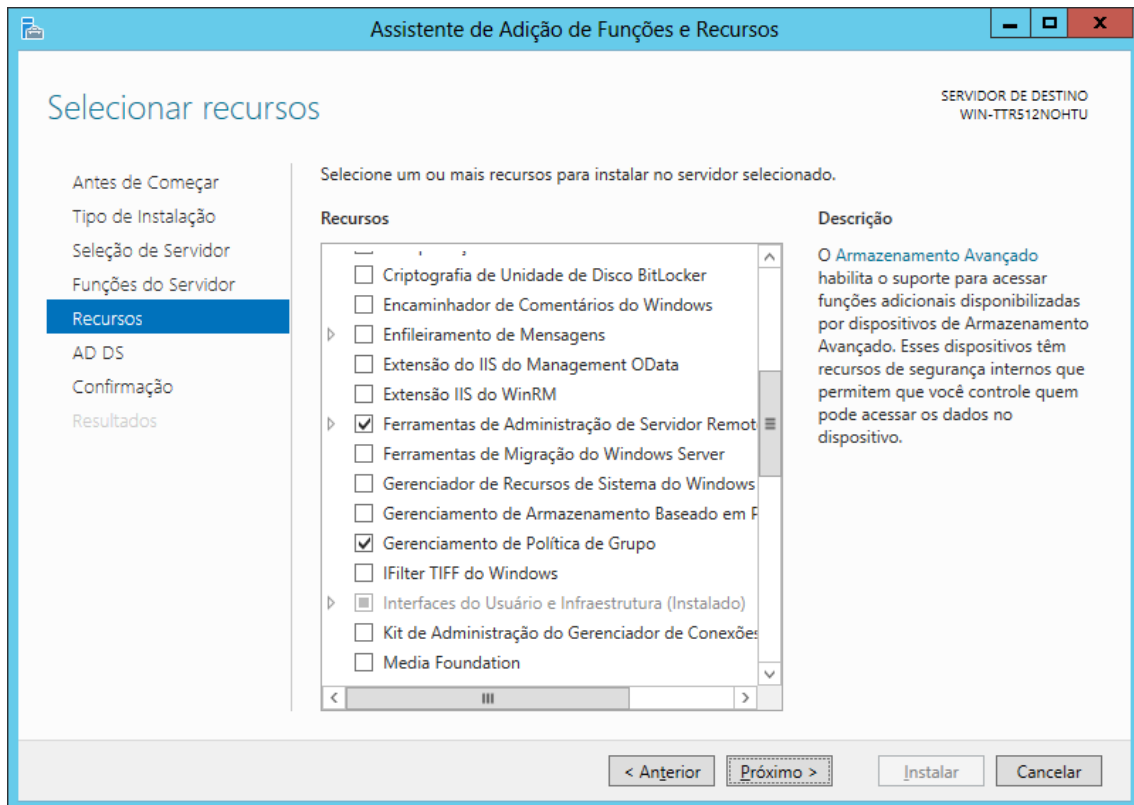 Assistente de Adição de Funções e Recursos
Selecionar recursos
SERVIDOR DE DESTINO
WIN-TTR512NOHTU
Antes de Começar
Tipo de Instalação
Seleção de Servidor
Funções do Servidor
Recursos
AD DS
Confirmação
Resultados
Selecione um ou mais recursos para instalar no servidor selecionado.
Recursos
Criptografia de Unidade de Disco BitLocker
Encaminhador de Comentários do Windows
Enfileiramento de Mensagens
Extensão do IIS do Management OData
Extensão IIS do WinRM
Ferramentas de Administração de Servidor Remot
Ferramentas de Migração do Windows Server
Gerenciador de Recursos de Sistema do Windows
Gerenciamento de Armazenamento Baseado em P
Gerenciamento de Política de Grupo
IFilter TIFF do Windows
Interfaces do Usuário e Infraestrutura (Instalado)
Kit de Administração do Gerenciador de Conexões
Media Foundation
Descrição
O Armazenamento Avançado
habilita o suporte para acessar
funções adicionais disponibilizadas
por dispositivos de Armazenamento
Avançado. Esses dispositivos têm
recursos de segurança internos que
permitem que você controle quem
pode acessar os dados no
dispositivo.
< Anterior
Próximo >
Instalar
Cancelar